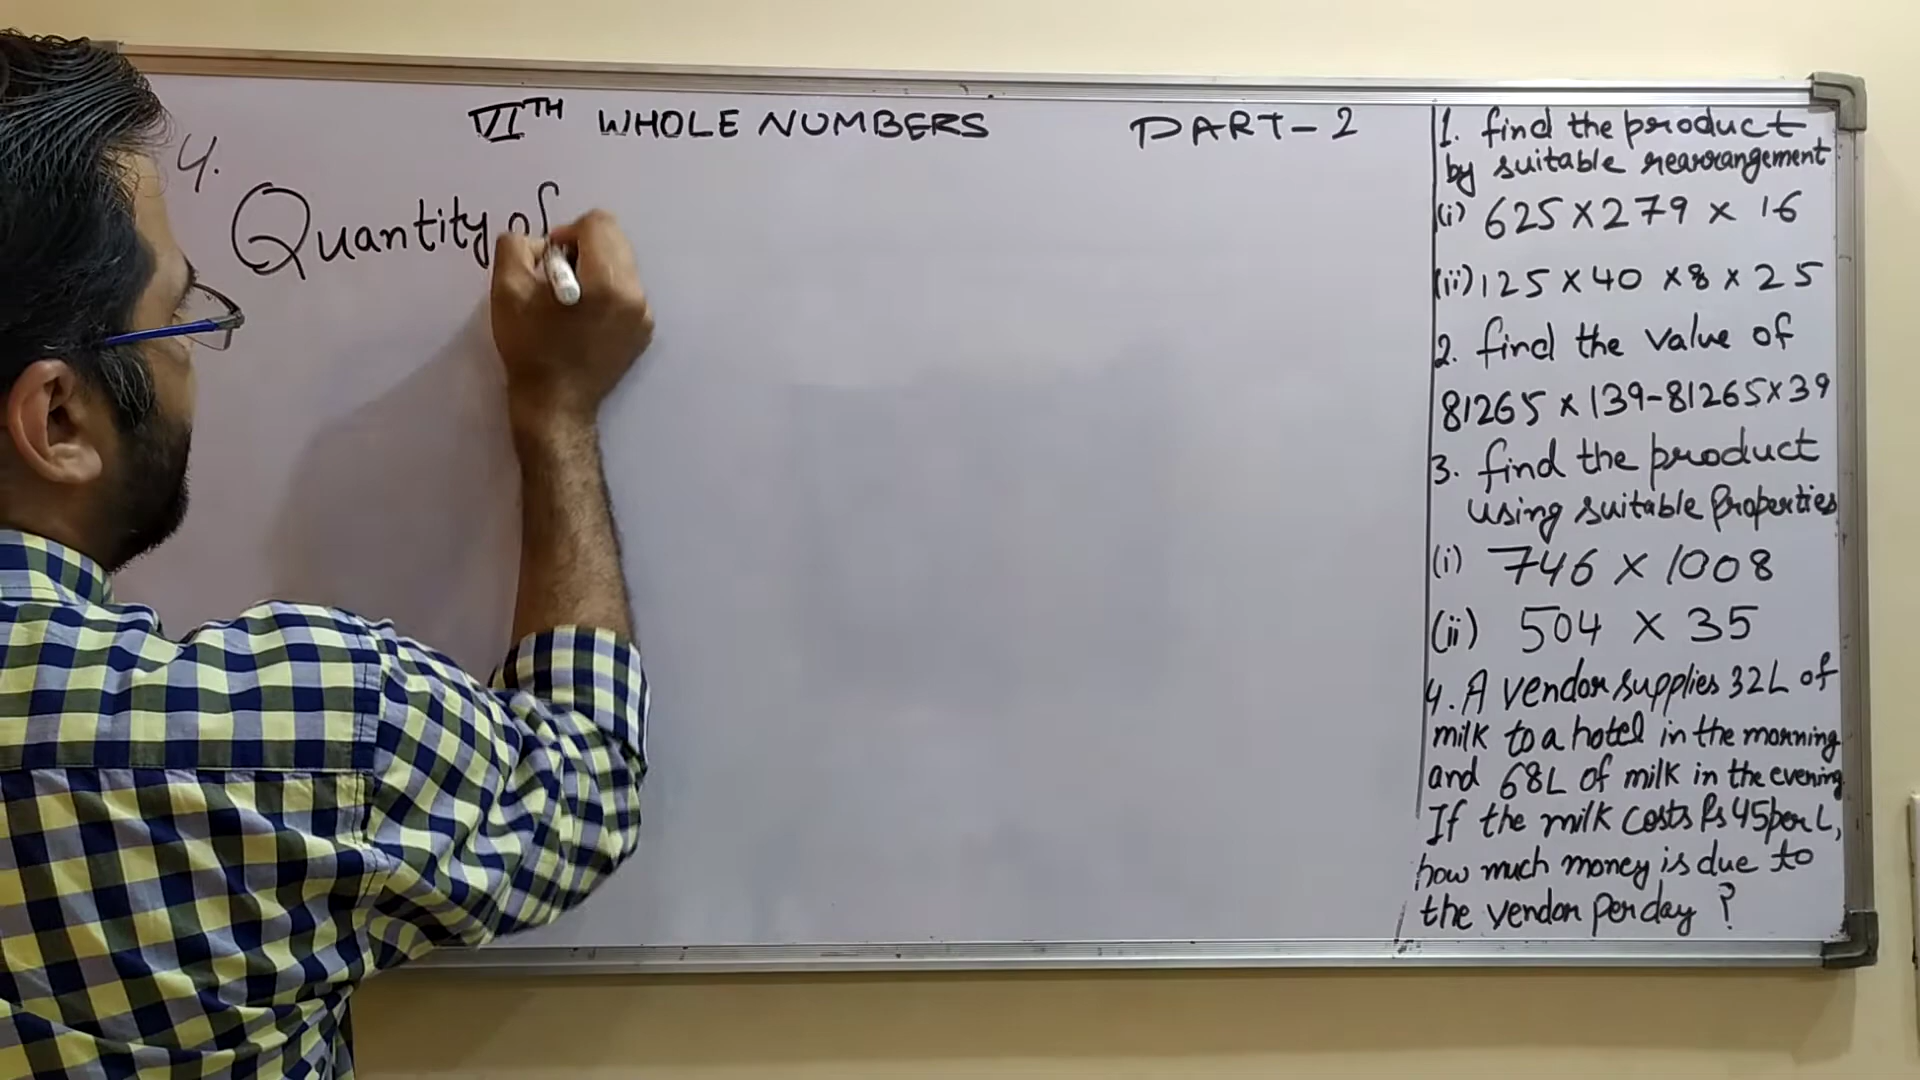 VITH WHOLE NUMBERS PART-2
4.
Quantity of
1. find the product
by suitable rearrangement
(i) 625 × 279 × 16
(ii) 125 × 40 × 8 × 25
2. find the value of
81265 × 139 - 81265 × 39
3. find the product
using suitable properties
(i) 746 × 1008
(ii) 504 × 35
4. A vendor supplies 32L of
milk to a hotel in the morning
and 68L of milk in the evening.
If the milk costs Rs 45 per L,
how much money is due to
the vendor per day ?